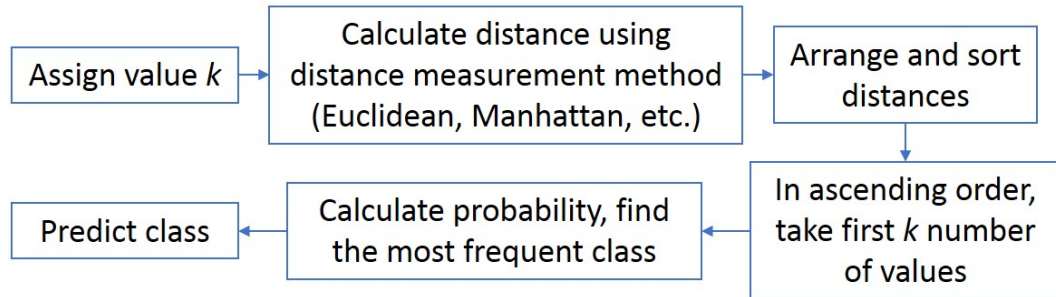 Assign value k
Calculate distance using
distance measurement method
(Euclidean, Manhattan, etc.)
Arrange and sort
distances
In ascending order,
take first k number
of values
Calculate probability, find
the most frequent class
Predict class